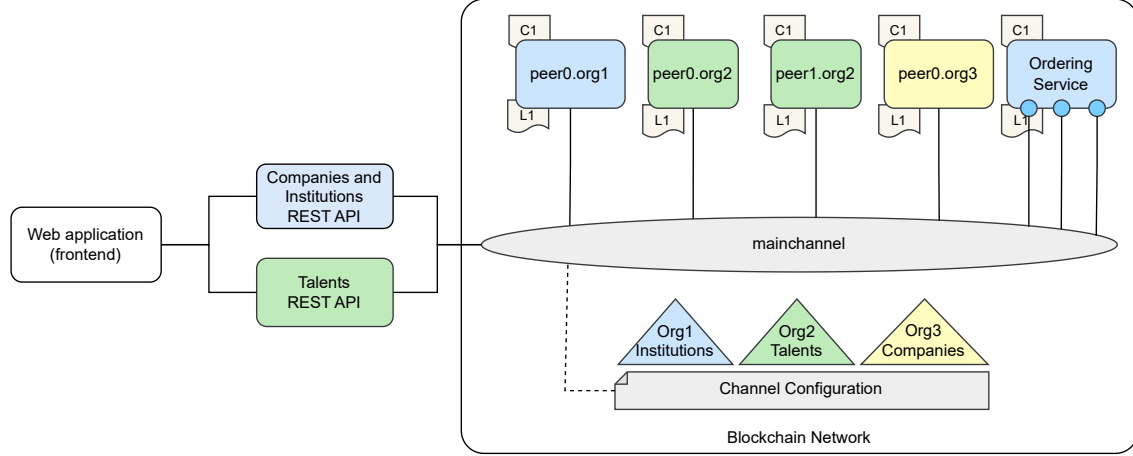 C1
C1
C1
C1
C1
peer0.org1
peer0.org2
peer1.org2
peer0.org3
Ordering
Service
L1
L1
L1
L1
L1
Companies and
Institutions
REST API
Web application
(frontend)
Talents
REST API
mainchannel
Org1
Institutions
Org2
Talents
Org3
Companies
Channel Configuration
Blockchain Network